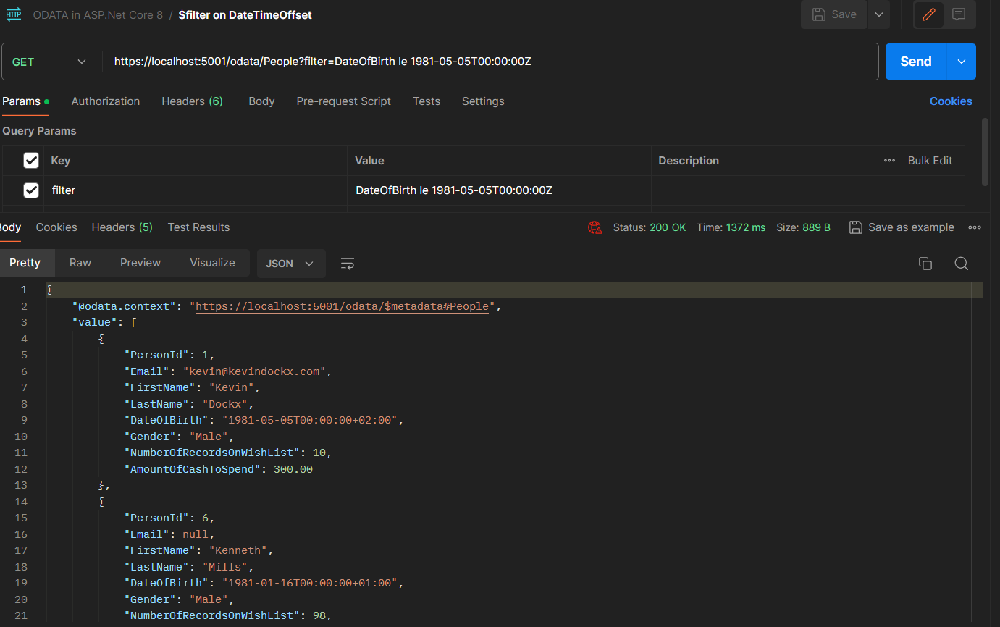 HTTP ODATA in ASP.Net Core 8 / $filter on DateTimeOffset Save
GET https://localhost:5001/odata/People?filter=DateOfBirth le 1981-05-05T00:00:00Z Send
Params Authorization Headers (6) Body Pre-request Script Tests Settings Cookies
Query Params
Key Value Description Bulk Edit
filter DateOfBirth le 1981-05-05T00:00:00Z
Body Cookies Headers (5) Test Results Status: 200 OK Time: 1372 ms Size: 889 B Save as example
Pretty Raw Preview Visualize JSON
1 {
2 "@odata.context": "https://localhost:5001/odata/$metadata#People",
3 "value": [
4 {
5 "PersonId": 1,
6 "Email": "kevin@kevindockx.com",
7 "FirstName": "Kevin",
8 "LastName": "Dockx",
9 "DateOfBirth": "1981-05-05T00:00:00+02:00",
10 "Gender": "Male",
11 "NumberOfRecordsOnWishList": 10,
12 "AmountOfCashToSpend": 300.00
13 },
14 {
15 "PersonId": 6,
16 "Email": null,
17 "FirstName": "Kenneth",
18 "LastName": "Mills",
19 "DateOfBirth": "1981-01-16T00:00:00+01:00",
20 "Gender": "Male",
21 "NumberOfRecordsOnWishList": 98,